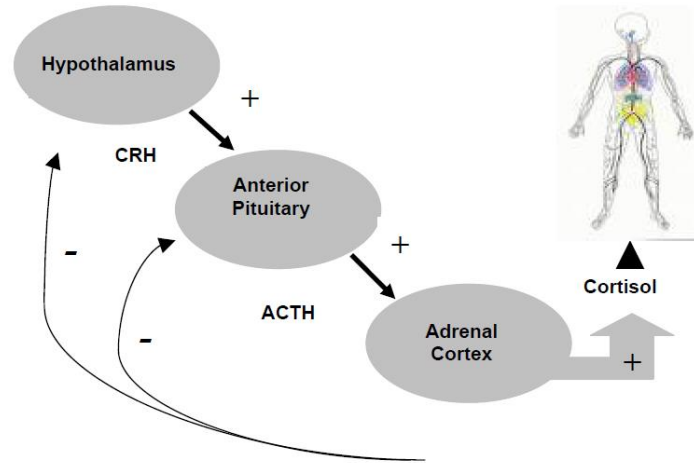 Hypothalamus
+
CRH
Anterior
Pituitary
-
+
Cortisol
ACTH
-
Adrenal
Cortex
+